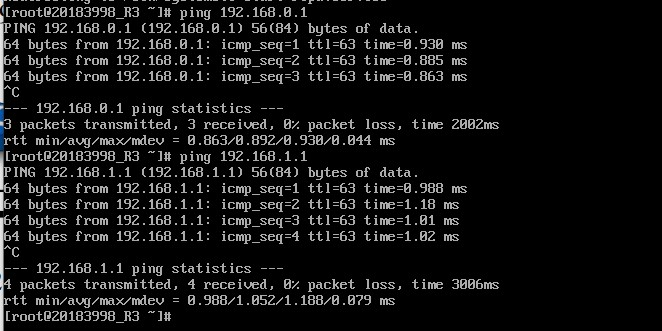 [root@20183998_R3 ~]# ping 192.168.0.1
PING 192.168.0.1 (192.168.0.1) 56(84) bytes of data.
64 bytes from 192.168.0.1: icmp_seq=1 ttl=63 time=0.930 ms
64 bytes from 192.168.0.1: icmp_seq=2 ttl=63 time=0.885 ms
64 bytes from 192.168.0.1: icmp_seq=3 ttl=63 time=0.863 ms
^C
--- 192.168.0.1 ping statistics ---
3 packets transmitted, 3 received, 0% packet loss, time 2002ms
rtt min/avg/max/mdev = 0.863/0.892/0.930/0.044 ms
[root@20183998_R3 ~]# ping 192.168.1.1
PING 192.168.1.1 (192.168.1.1) 56(84) bytes of data.
64 bytes from 192.168.1.1: icmp_seq=1 ttl=63 time=0.988 ms
64 bytes from 192.168.1.1: icmp_seq=2 ttl=63 time=1.18 ms
64 bytes from 192.168.1.1: icmp_seq=3 ttl=63 time=1.01 ms
64 bytes from 192.168.1.1: icmp_seq=4 ttl=63 time=1.02 ms
^C
--- 192.168.1.1 ping statistics ---
4 packets transmitted, 4 received, 0% packet loss, time 3006ms
rtt min/avg/max/mdev = 0.988/1.052/1.188/0.079 ms
[root@20183998_R3 ~]#